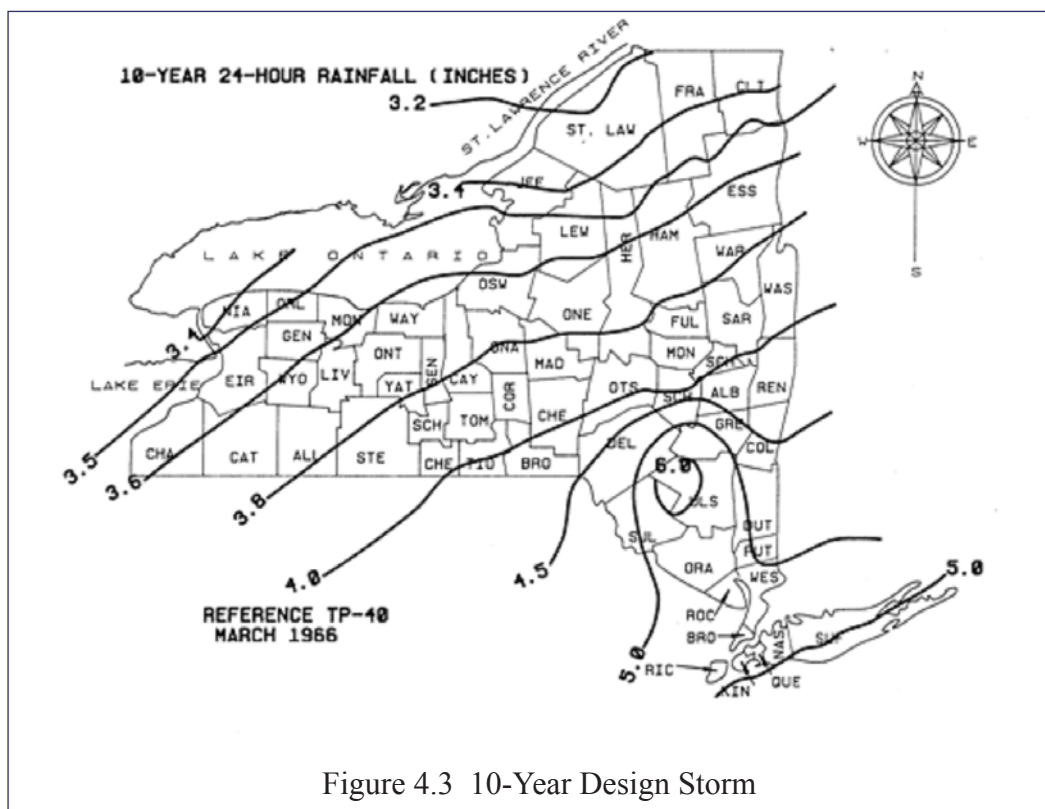 10-YEAR 24-HOUR RAINFALL (INCHES)
ST. LAWRENCE RIVER
3.2
FRA
CLI
ST. LAW
N
W
E
S
JEF
3.4
ESS
LEW
HER
HAM
LAKE ONTARIO
WAR
WAS
OSW
ONE
NIA
ORL
MON
WAY
FUL
SAR
3.4
GEN
ONT
SEN
CAY
ONA
MAD
MON
SCH
LAKE ERIE
EIR
WYO
LIV
YAT
COR
OTS
SCH
ALB
REN
SCH
TOM
CHE
GRE
DEL
COL
CHA
CAT
ALL
STE
CHE
TIO
BRO
3.5
3.6
3.8
6.0
ULS
SUL
DUT
PUT
4.0
4.5
ORA
WES
5.0
REFERENCE TP-40
MARCH 1966
ROC
BRO
NAS
SUF
5.0
RIC
KIN
QUE
Figure 4.3 10-Year Design Storm